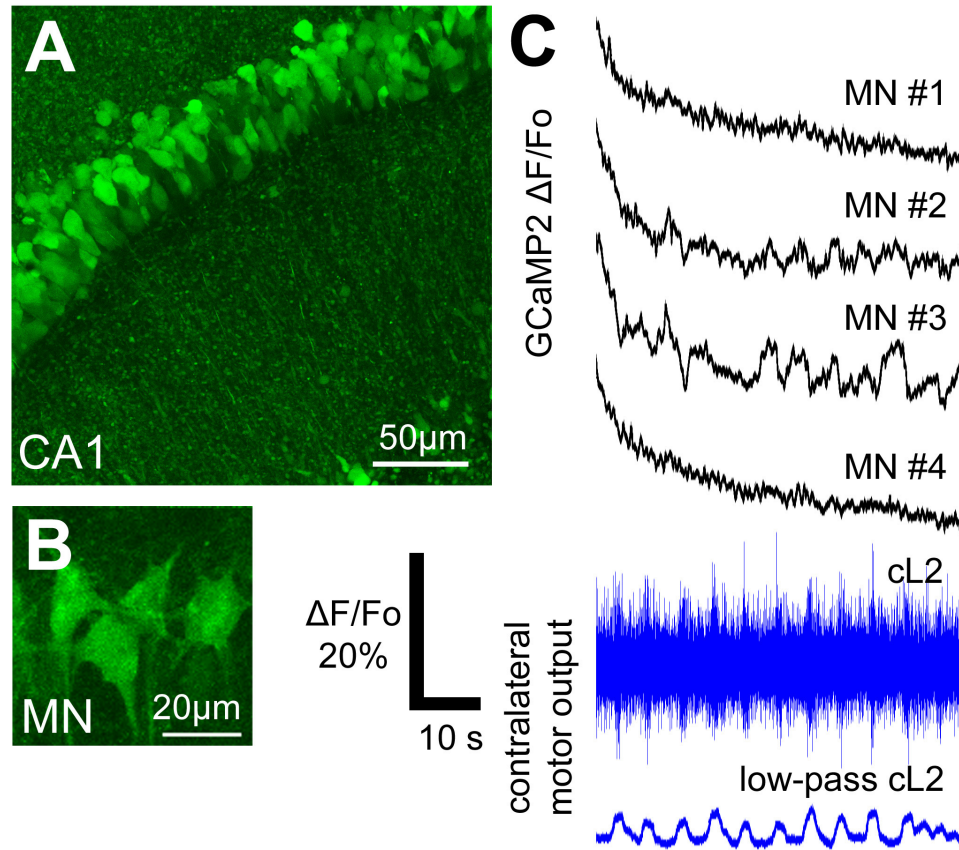 A
CA1
50μm
B
MN
20μm
ΔF/Fo
20%
10 s
C
GCaMP2 ΔF/Fo
MN #1
MN #2
MN #3
MN #4
contralateral
motor output
cL2
low-pass cL2